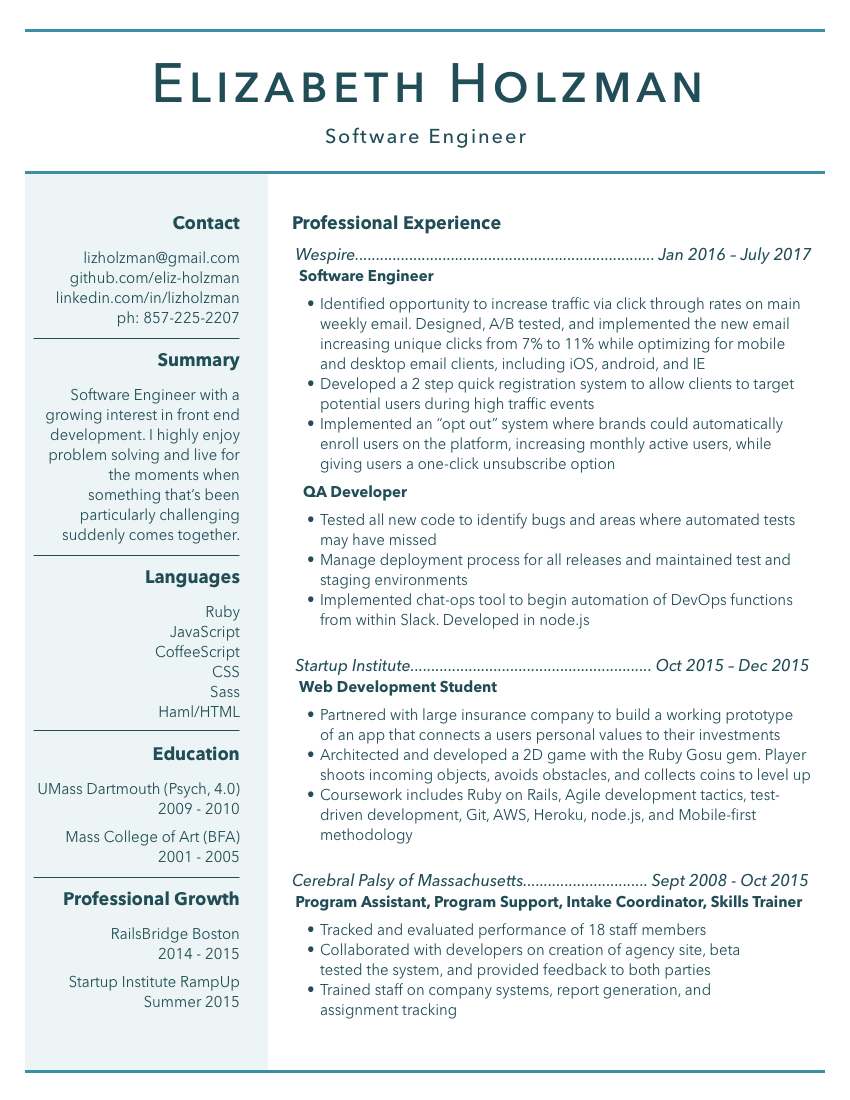 Elizabeth Holzman
Software Engineer
Contact
lizholzman@gmail.com
github.com/eliz-holzman
linkedin.com/in/lizholzman
ph: 857-225-2207
Summary
Software Engineer with a
growing interest in front end
development. I highly enjoy
problem solving and live for
the moments when
something that’s been
particularly challenging
suddenly comes together.
Languages
Ruby
JavaScript
CoffeeScript
CSS
Sass
Haml/HTML
Education
UMass Dartmouth (Psych, 4.0)
2009 - 2010
Mass College of Art (BFA)
2001 - 2005
Professional Growth
RailsBridge Boston
2014 - 2015
Startup Institute RampUp
Summer 2015
Professional Experience
Wespire....................................................................... Jan 2016 – July 2017
Software Engineer
• Identified opportunity to increase traffic via click through rates on main
weekly email. Designed, A/B tested, and implemented the new email
increasing unique clicks from 7% to 11% while optimizing for mobile
and desktop email clients, including iOS, android, and IE
• Developed a 2 step quick registration system to allow clients to target
potential users during high traffic events
• Implemented an “opt out” system where brands could automatically
enroll users on the platform, increasing monthly active users, while
giving users a one-click unsubscribe option
QA Developer
• Tested all new code to identify bugs and areas where automated tests
may have missed
• Manage deployment process for all releases and maintained test and
staging environments
• Implemented chat-ops tool to begin automation of DevOps functions
from within Slack. Developed in node.js
Startup Institute.......................................................... Oct 2015 – Dec 2015
Web Development Student
• Partnered with large insurance company to build a working prototype
of an app that connects a users personal values to their investments
• Architected and developed a 2D game with the Ruby Gosu gem. Player
shoots incoming objects, avoids obstacles, and collects coins to level up
• Coursework includes Ruby on Rails, Agile development tactics, test-
driven development, Git, AWS, Heroku, node.js, and Mobile-first
methodology
Cerebral Palsy of Massachusetts.............................. Sept 2008 - Oct 2015
Program Assistant, Program Support, Intake Coordinator, Skills Trainer
• Tracked and evaluated performance of 18 staff members
• Collaborated with developers on creation of agency site, beta
tested the system, and provided feedback to both parties
• Trained staff on company systems, report generation, and
assignment tracking